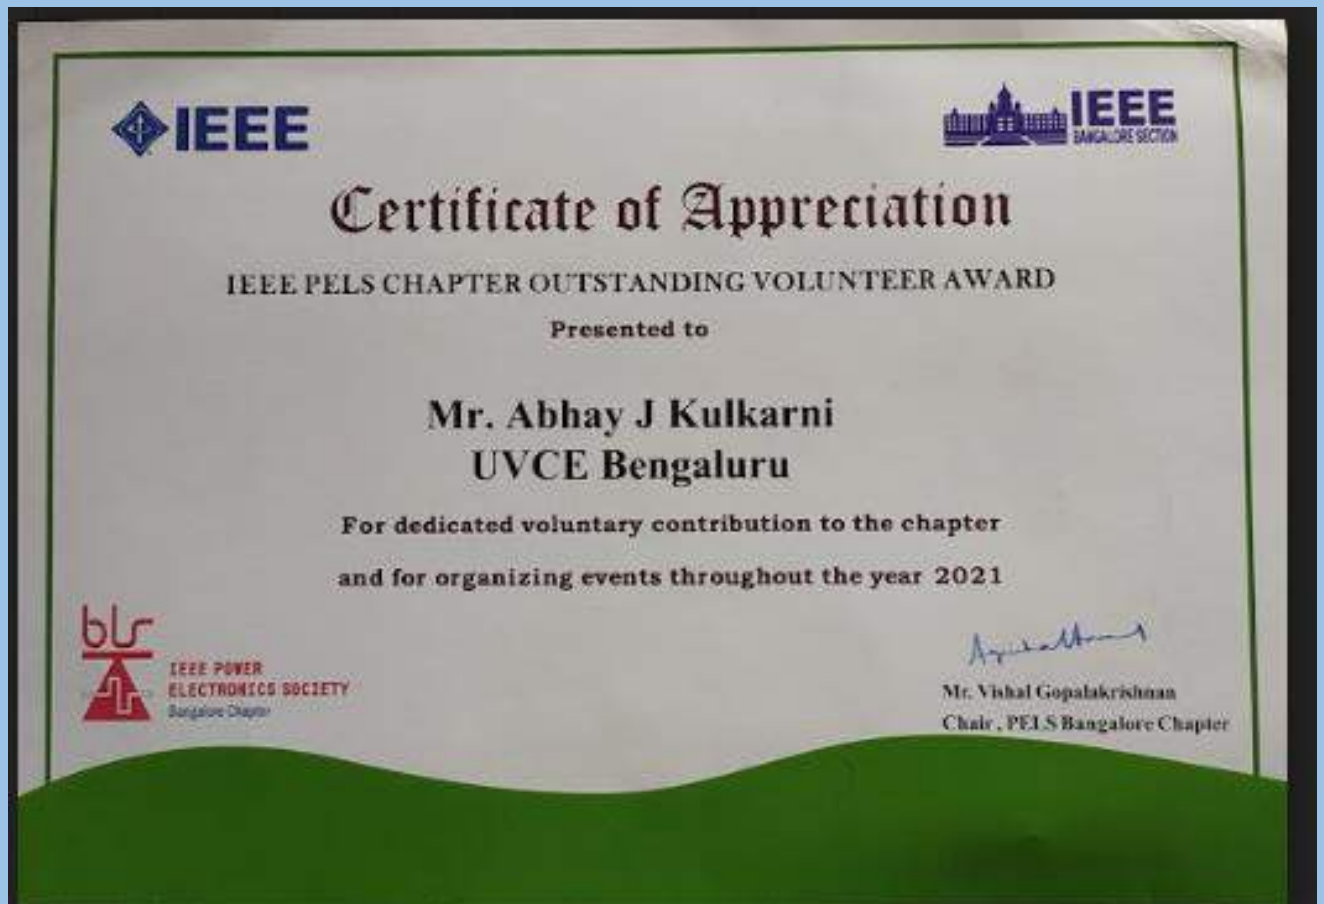 IEEE
IEEE
BANGALORE SECTION
Certificate of Appreciation
IEEE PELS CHAPTER OUTSTANDING VOLUNTEER AWARD
Presented to
Mr. Abhay J Kulkarni
UVCE Bengaluru
For dedicated voluntary contribution to the chapter
and for organizing events throughout the year 2021
blr
IEEE POWER
ELECTRONICS SOCIETY
Bangalore Chapter
Mr. Vishal Gopalakrishnan
Chair , PELS Bangalore Chapter